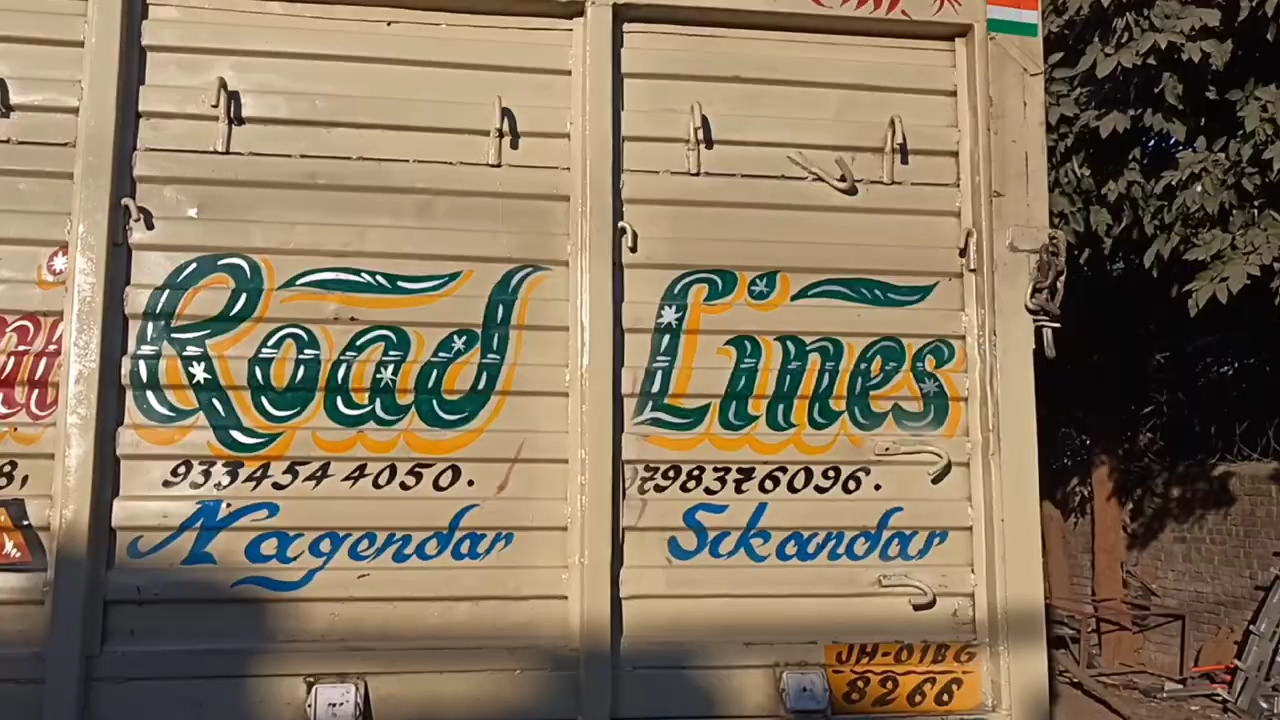 Road Lines
9334544050. 9798376096.
Nagendar Sikandar
JH-01BG
8266